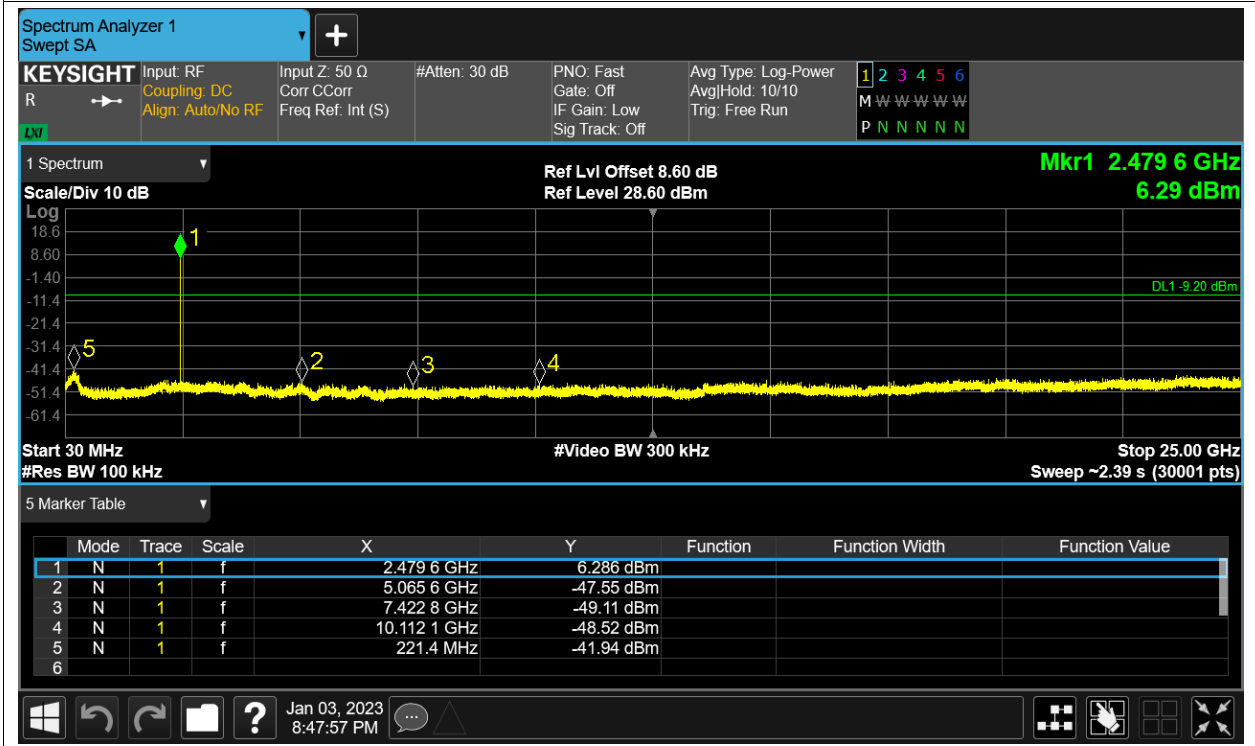 Spectrum Analyzer 1
Swept SA
+
KEYSIGHT
R
LXI
Input: RF
Coupling: DC
Align: Auto/No RF
Input Z: 50 Ω
Corr CCorr
Freq Ref: Int (S)
#Atten: 30 dB
PNO: Fast
Gate: Off
IF Gain: Low
Sig Track: Off
Avg Type: Log-Power
Avg|Hold: 10/10
Trig: Free Run
1 2 3 4 5 6
M W W W W W
P N N N N N
1 Spectrum
Scale/Div 10 dB
Ref Lvl Offset 8.60 dB
Ref Level 28.60 dBm
Mkr1 2.479 6 GHz
6.29 dBm
Log
18.6
8.60
-1.40
-11.4
-21.4
-31.4
-41.4
-51.4
-61.4
1
DL1 -9.20 dBm
5
2
3
4
Start 30 MHz
#Res BW 100 kHz
#Video BW 300 kHz
Stop 25.00 GHz
Sweep ~2.39 s (30001 pts)
5 Marker Table
Mode Trace Scale X Y Function Function Width Function Value
1 N 1 f 2.479 6 GHz 6.286 dBm
2 N 1 f 5.065 6 GHz -47.55 dBm
3 N 1 f 7.422 8 GHz -49.11 dBm
4 N 1 f 10.112 1 GHz -48.52 dBm
5 N 1 f 221.4 MHz -41.94 dBm
6
?
Jan 03, 2023
8:47:57 PM